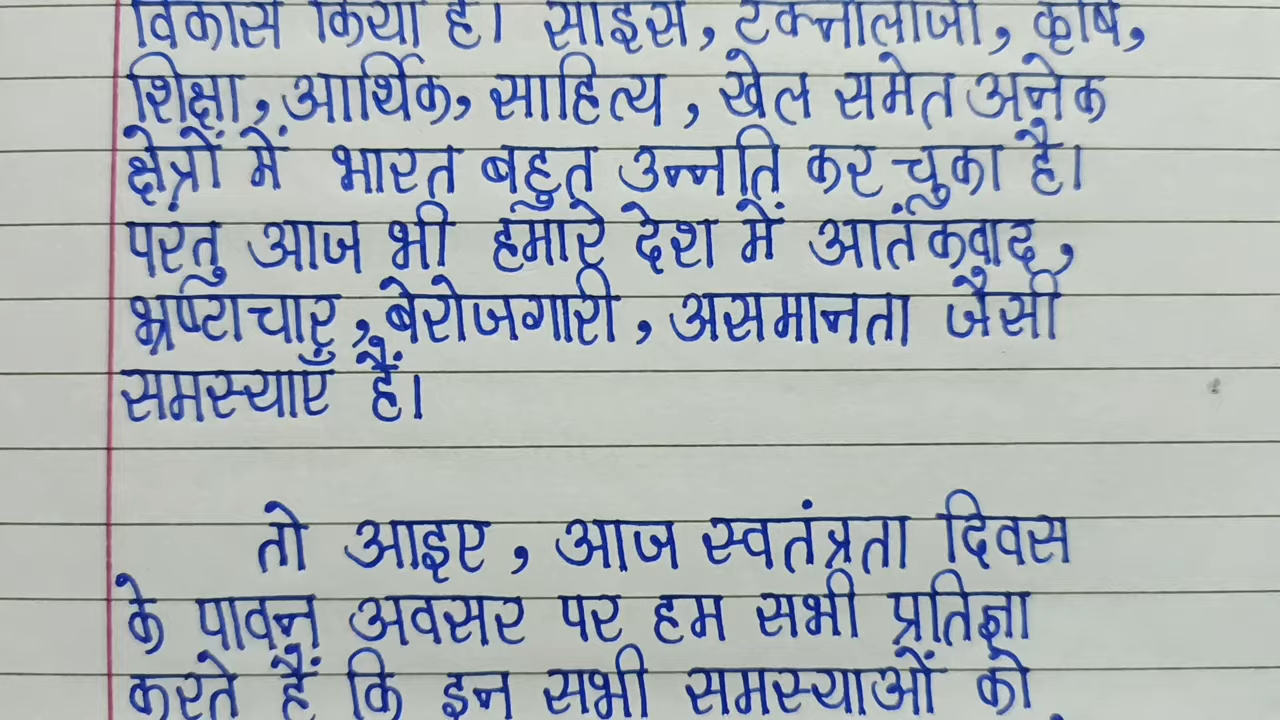 विकास किया है। साइंस, टेक्नोलॉजी, कृषि,
शिक्षा, आर्थिक, साहित्य, खेल समेत अनेक
क्षेत्रों में भारत बहुत उन्नति कर चुका है।
परंतु आज भी हमारे देश में आतंकवाद,
भ्रष्टाचार, बेरोजगारी, असमानता जैसी
समस्याएँ हैं।
तो आइए, आज स्वतंत्रता दिवस
के पावन अवसर पर हम सभी प्रतिज्ञा
करते हैं कि इन सभी समस्याओं को